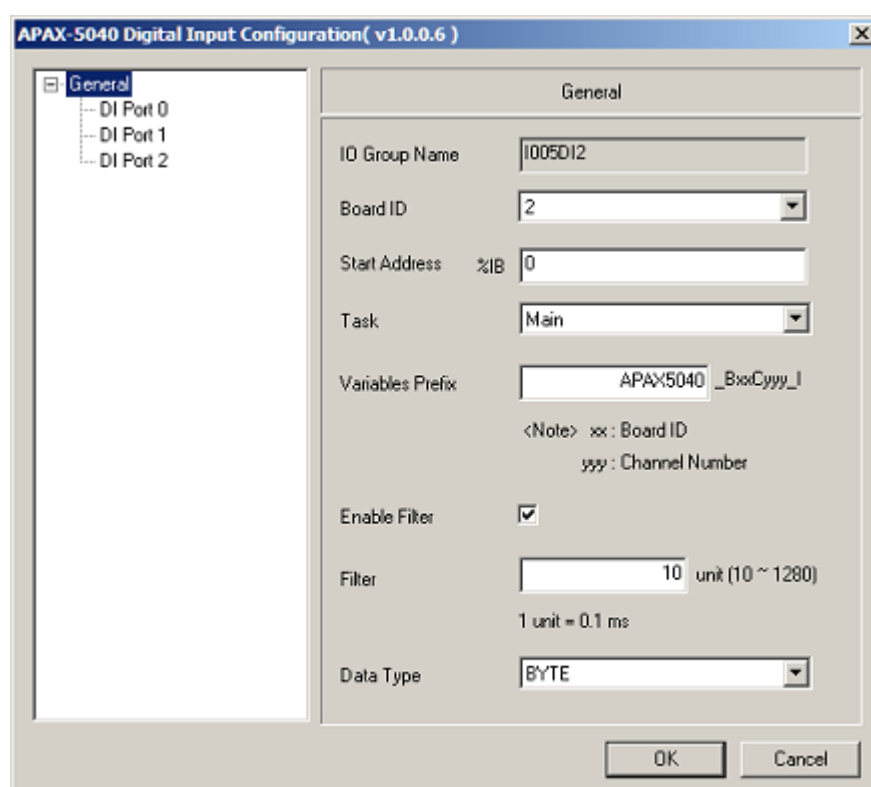 APAX-5040 Digital Input Configuration( v1.0.0.6 )
General
DI Port 0
DI Port 1
DI Port 2
General
IO Group Name I005DI2
Board ID 2
Start Address %IB 0
Task Main
Variables Prefix APAX5040 _BxxCyyy_I
<Note> xx : Board ID
yyy : Channel Number
Enable Filter
Filter 10 unit (10 ~ 1280)
1 unit = 0.1 ms
Data Type BYTE
OK Cancel